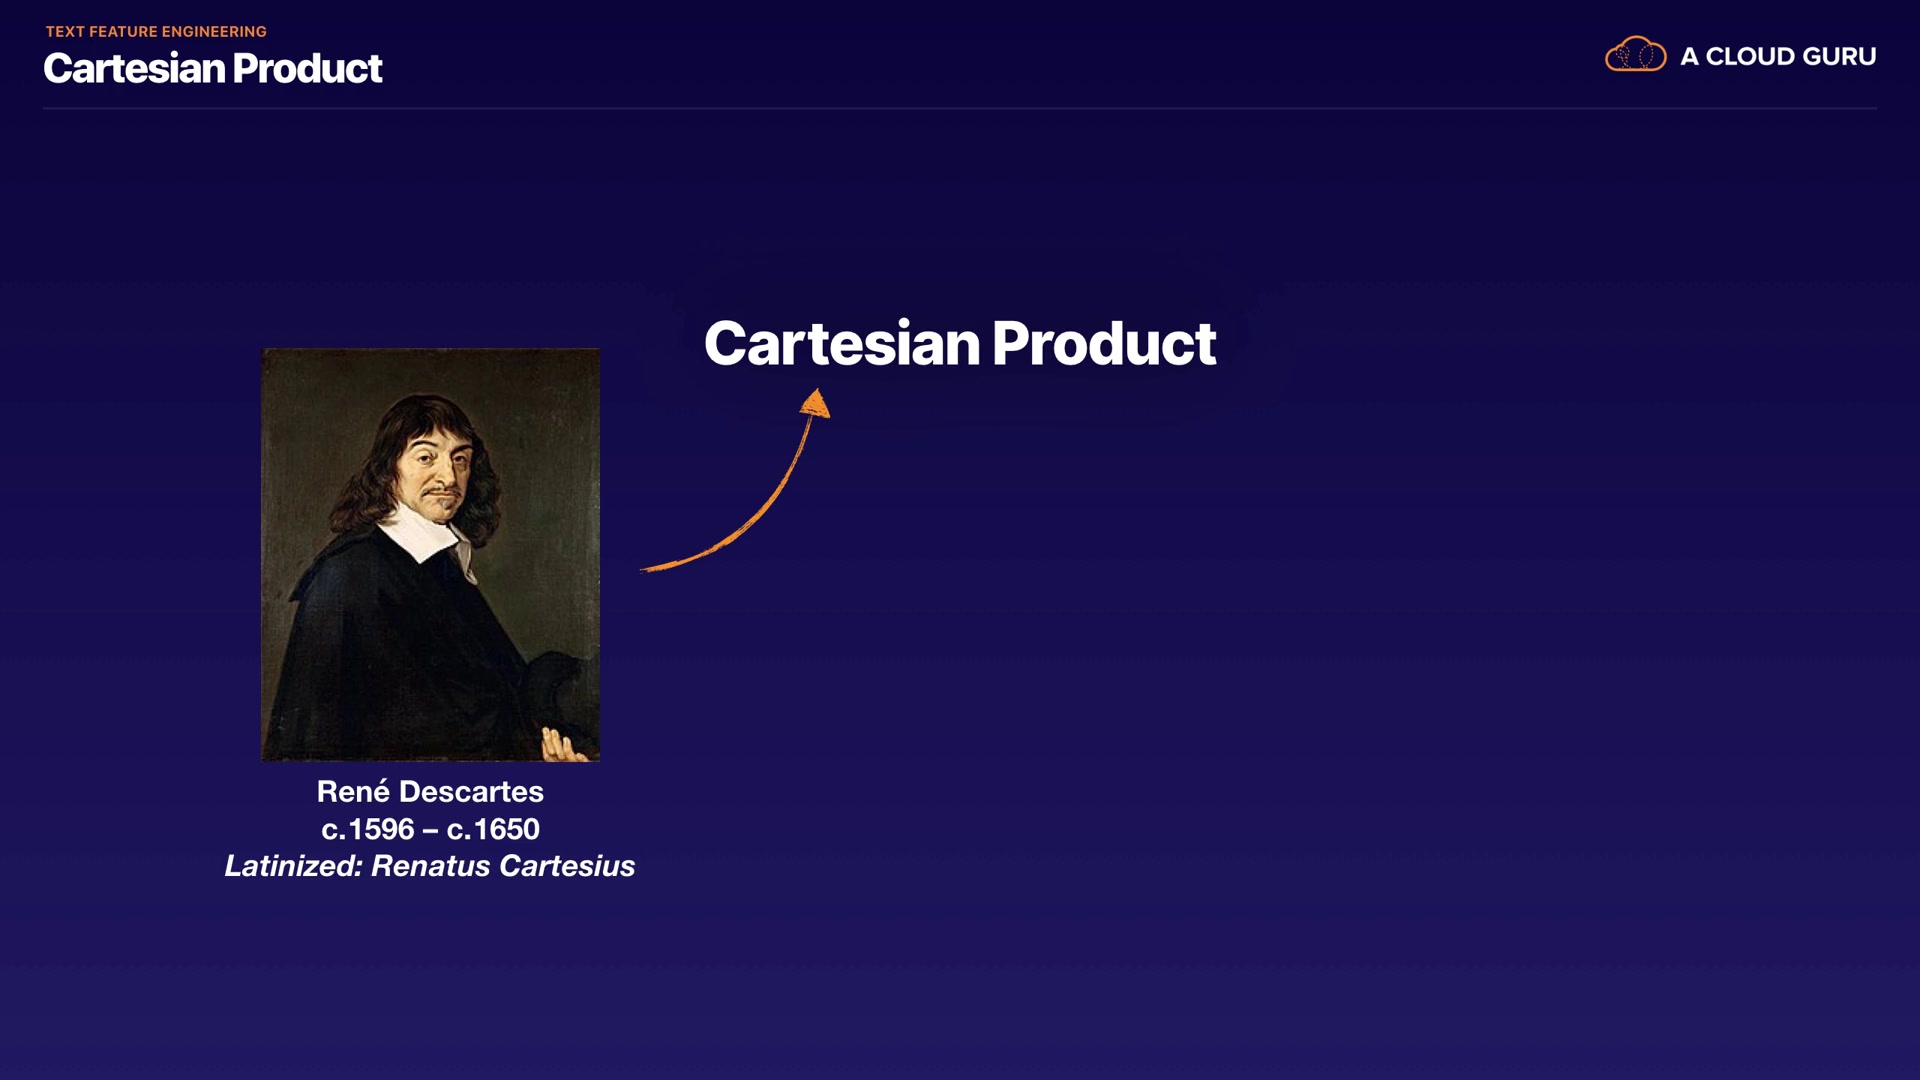 TEXT FEATURE ENGINEERING
Cartesian Product
A CLOUD GURU
Cartesian Product
René Descartes
c.1596 – c.1650
Latinized: Renatus Cartesius